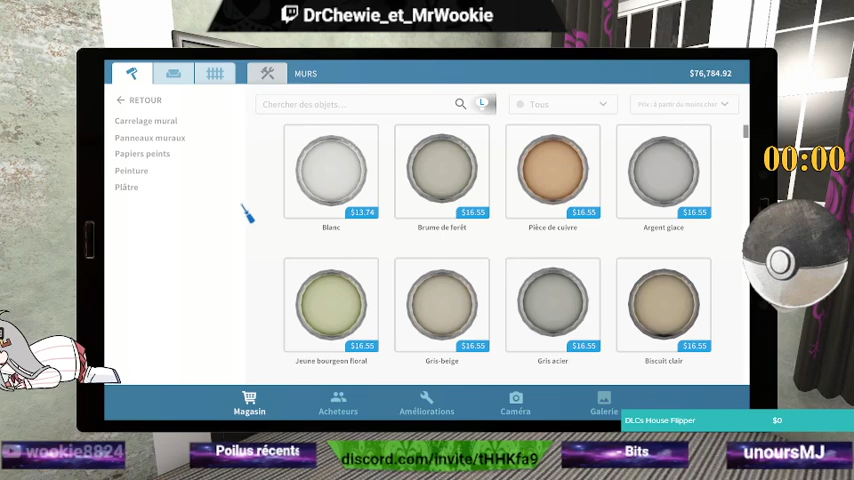 DrChewie_et_MrWookie
MURS
$76,784.92
RETOUR
Carrelage mural
Panneaux muraux
Papiers peints
Peinture
Plâtre
Chercher des objets...
L
Tous
Prix : à partir du moins cher
$13.74
Blanc
$16.55
Brume de forêt
$16.55
Pièce de cuivre
$16.55
Argent glace
$16.55
Jeune bourgeon floral
$16.55
Gris-beige
$16.55
Gris acier
$16.55
Biscuit clair
00:00
Magasin
Acheteurs
Améliorations
Caméra
Galerie
DLCs House Flipper
$0
wookie8824
Poilus récents
discord.com/invite/tHHKfa9
- Bits
unoursMJ